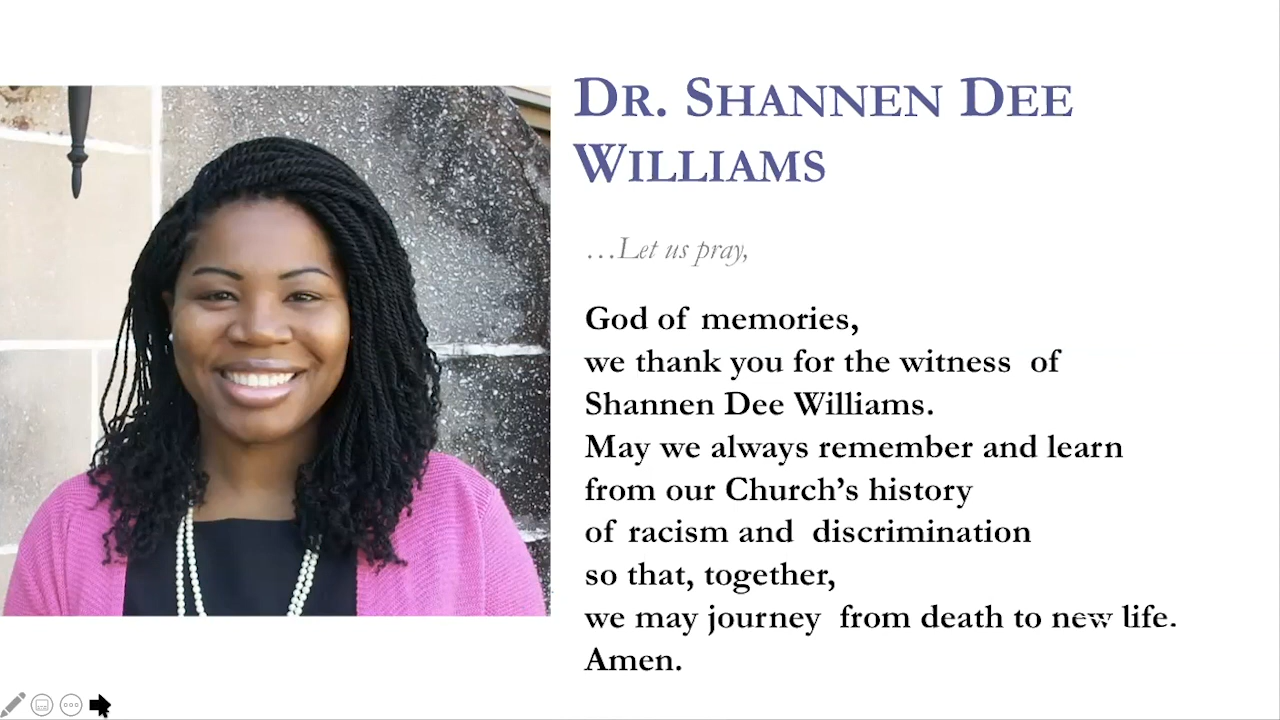 DR. SHANNEN DEE
WILLIAMS
…Let us pray,
God of memories,
we thank you for the witness of
Shannen Dee Williams.
May we always remember and learn
from our Church’s history
of racism and discrimination
so that, together,
we may journey from death to new life.
Amen.